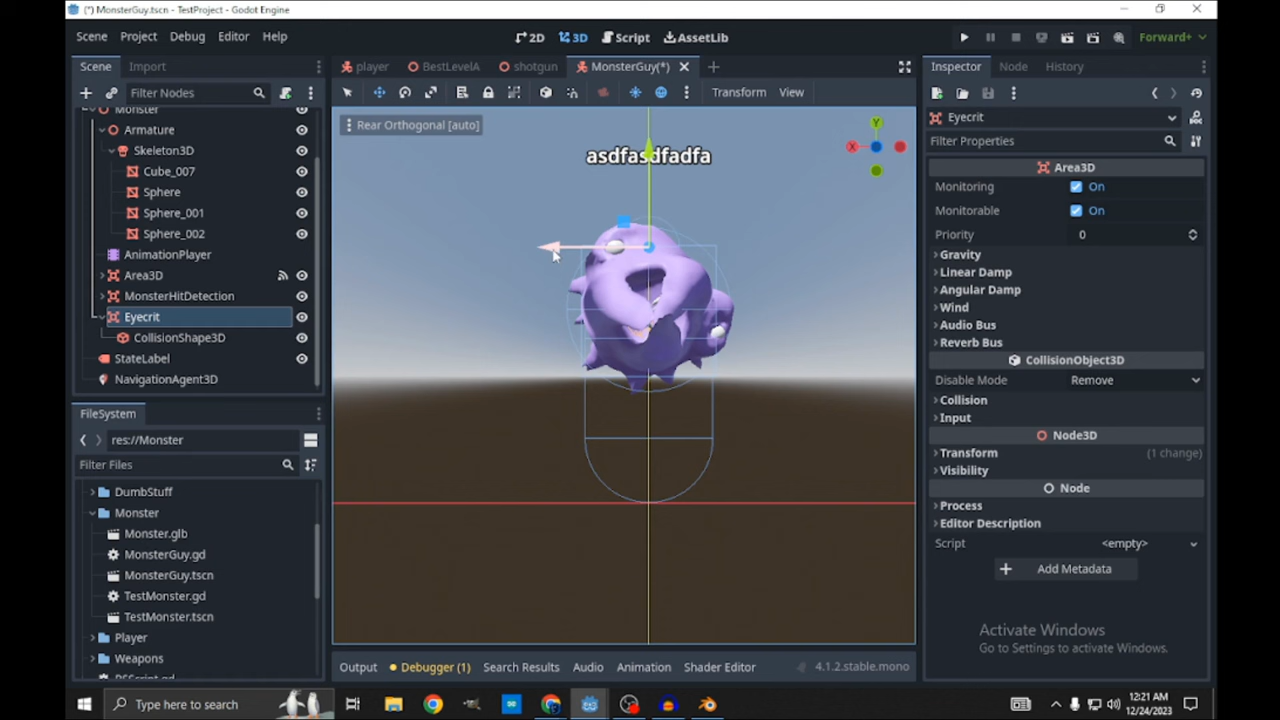 (*) MonsterGuy.tscn - TestProject - Godot Engine
Scene Project Debug Editor Help
2D 3D Script AssetLib
Forward+
Scene Import
player BestLevelA shotgun MonsterGuy(*)
Inspector Node History
Filter Nodes
Transform View
Monster
Armature
Skeleton3D
Cube_007
Sphere
Sphere_001
Sphere_002
AnimationPlayer
Area3D
MonsterHitDetection
Eyecrit
CollisionShape3D
StateLabel
NavigationAgent3D
FileSystem
res://Monster
Filter Files
DumbStuff
Monster
Monster.glb
MonsterGuy.gd
MonsterGuy.tscn
TestMonster.gd
TestMonster.tscn
Player
Weapons
Rear Orthogonal [auto]
Y
X
asdfasdfadfa
Output Debugger (1) Search Results Audio Animation Shader Editor 4.1.2.stable.mono
Eyecrit
Filter Properties
Area3D
Monitoring On
Monitorable On
Priority 0
Gravity
Linear Damp
Angular Damp
Wind
Audio Bus
Reverb Bus
CollisionObject3D
Disable Mode Remove
Collision
Input
Node3D
Transform (1 change)
Visibility
Node
Process
Editor Description
Script <empty>
Add Metadata
Activate Windows
Go to Settings to activate Windows.
Type here to search
12:21 AM
12/24/2023